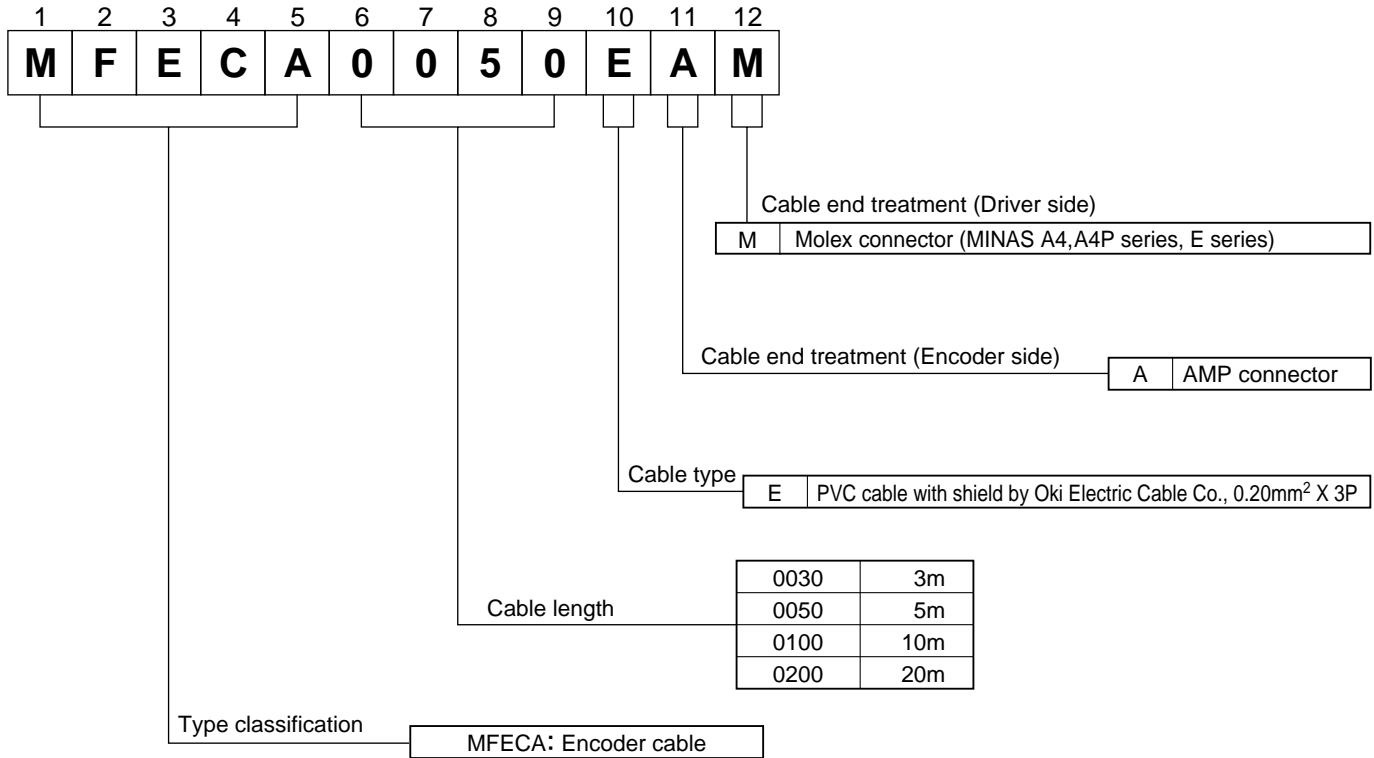 1 2 3 4 5 6 7 8 9 10 11 12
M F E C A 0 0 5 0 E A M
Cable end treatment (Driver side)
M Molex connector (MINAS A4,A4P series, E series)
Cable end treatment (Encoder side)
A AMP connector
Cable type
E PVC cable with shield by Oki Electric Cable Co., 0.20mm² X 3P
Cable length
0030 3m
0050 5m
0100 10m
0200 20m
Type classification
MFECA: Encoder cable